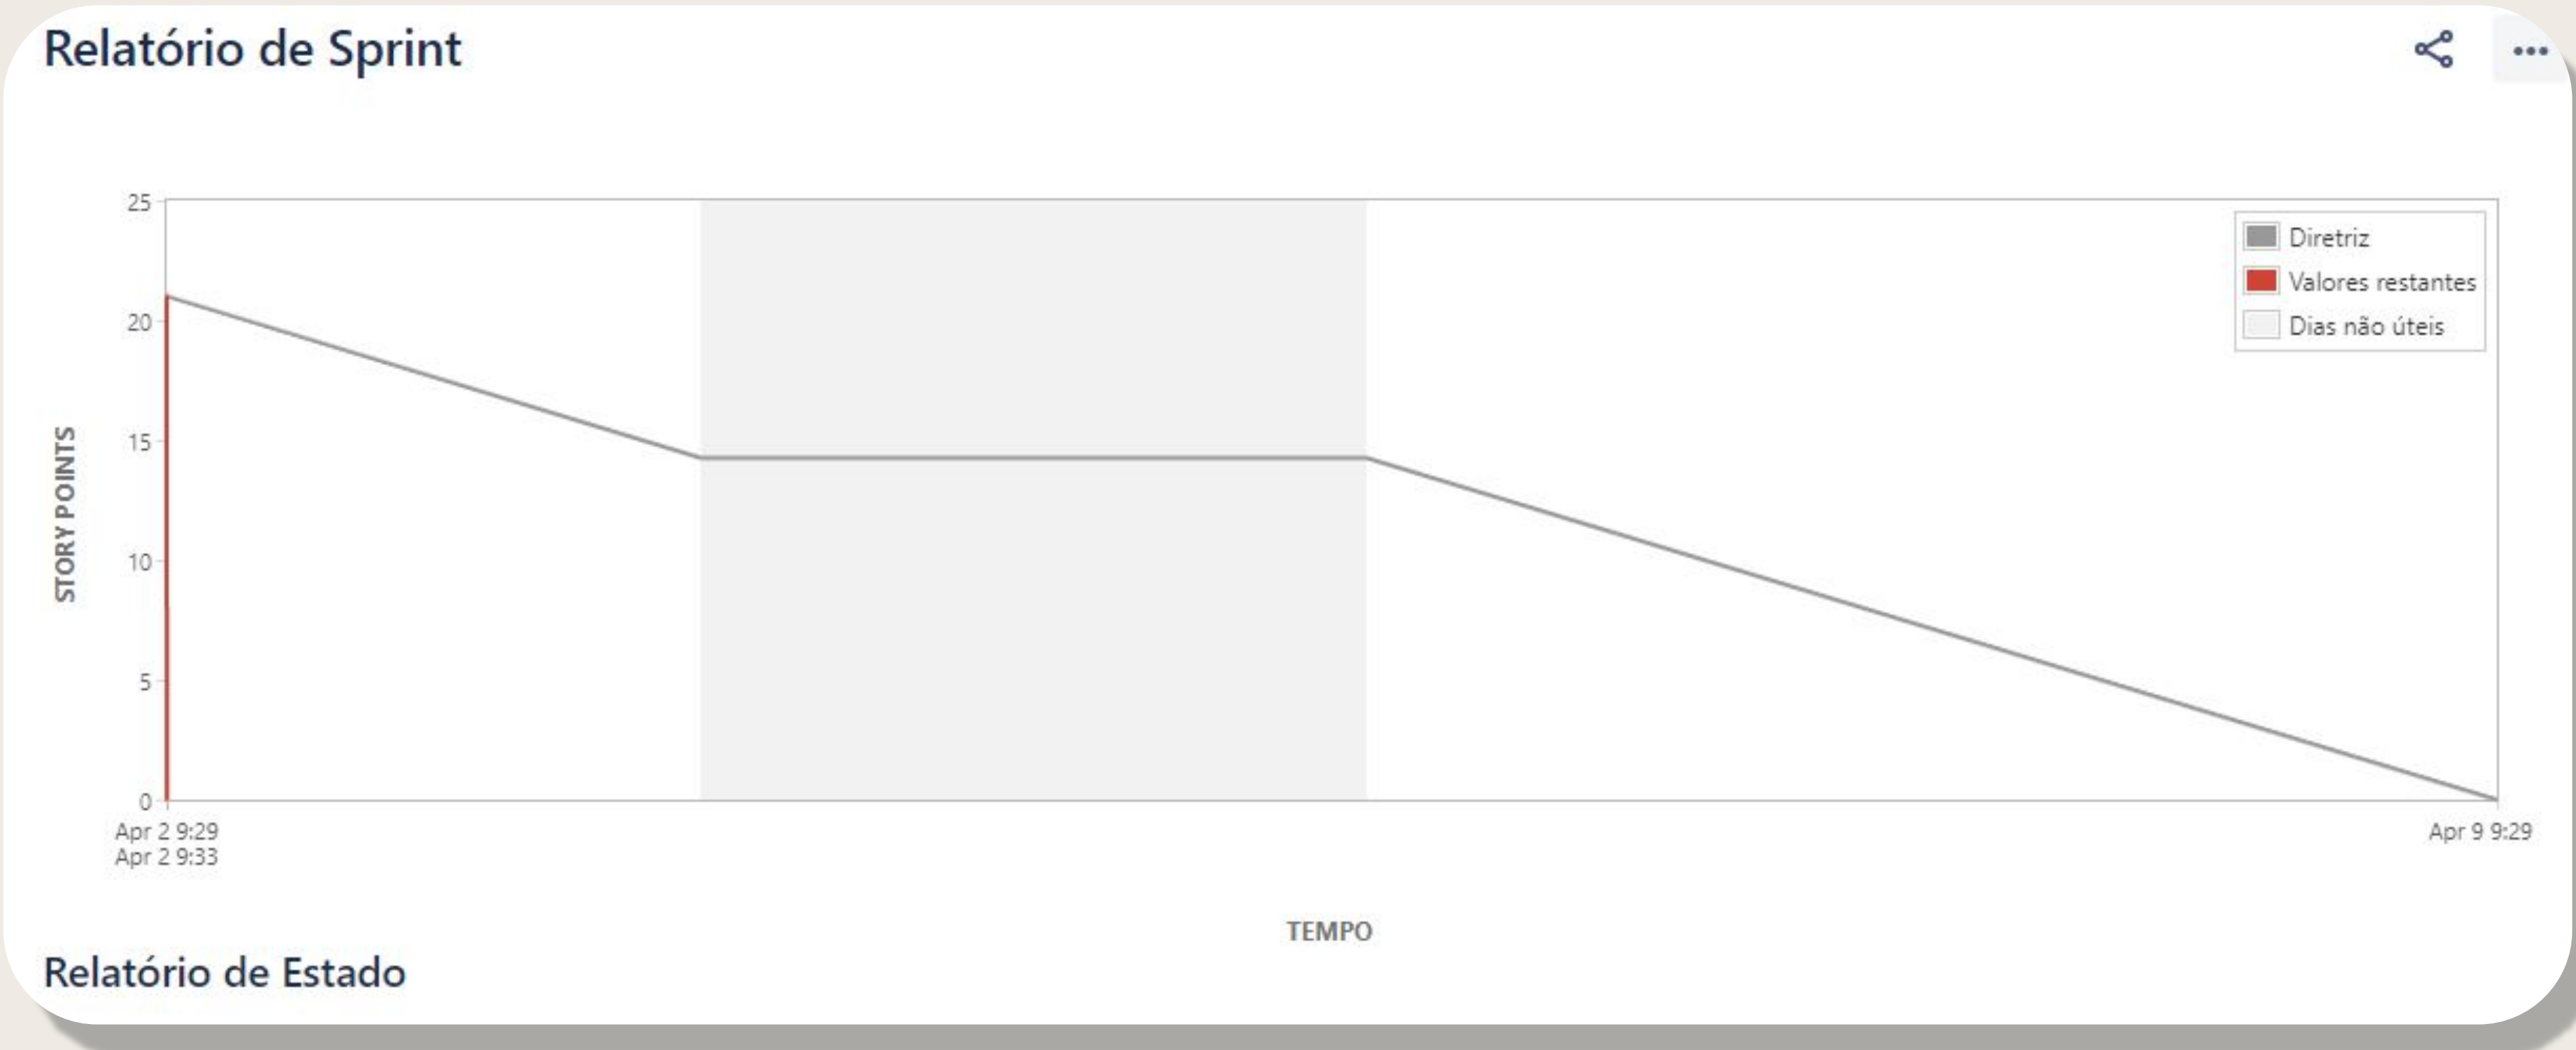 Relatório de Sprint
25
20
15
10
5
0
STORY POINTS
Diretriz
Valores restantes
Dias não úteis
Apr 2 9:29
Apr 2 9:33
Apr 9 9:29
TEMPO
Relatório de Estado